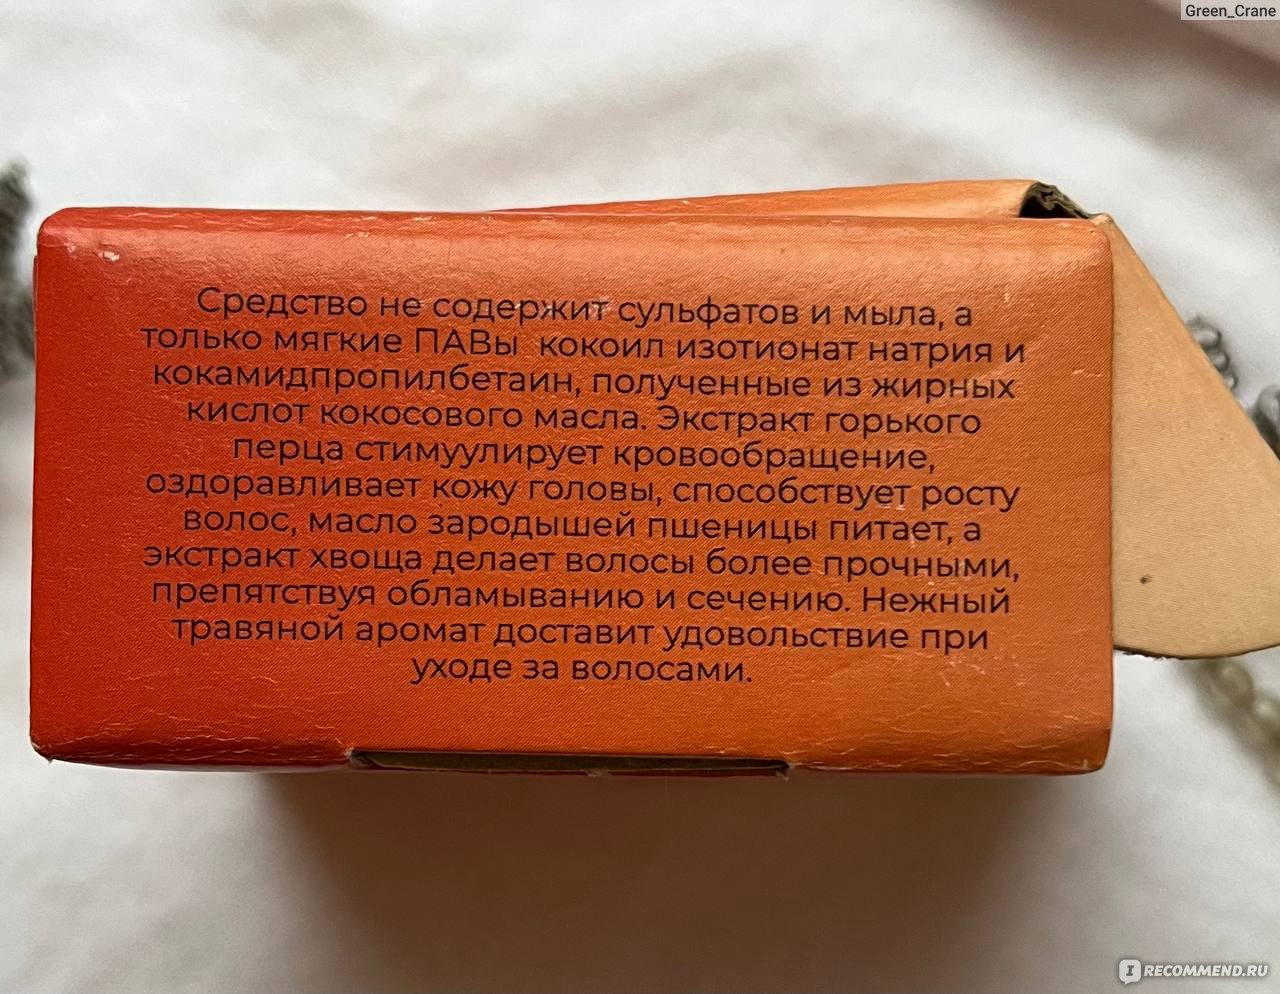 Green_Crane
Средство не содержит сульфатов и мыла, а
только мягкие ПАВы кокоил изотионат натрия и
кокамидпропилбетаин, полученные из жирных
кислот кокосового масла. Экстракт горького
перца стимуулирует кровообращение,
оздоравливает кожу головы, способствует росту
волос, масло зародышей пшеницы питает, а
экстракт хвоща делает волосы более прочными,
препятствуя обламыванию и сечению. Нежный
травяной аромат доставит удовольствие при
уходе за волосами.
I RECOMMEND.RU